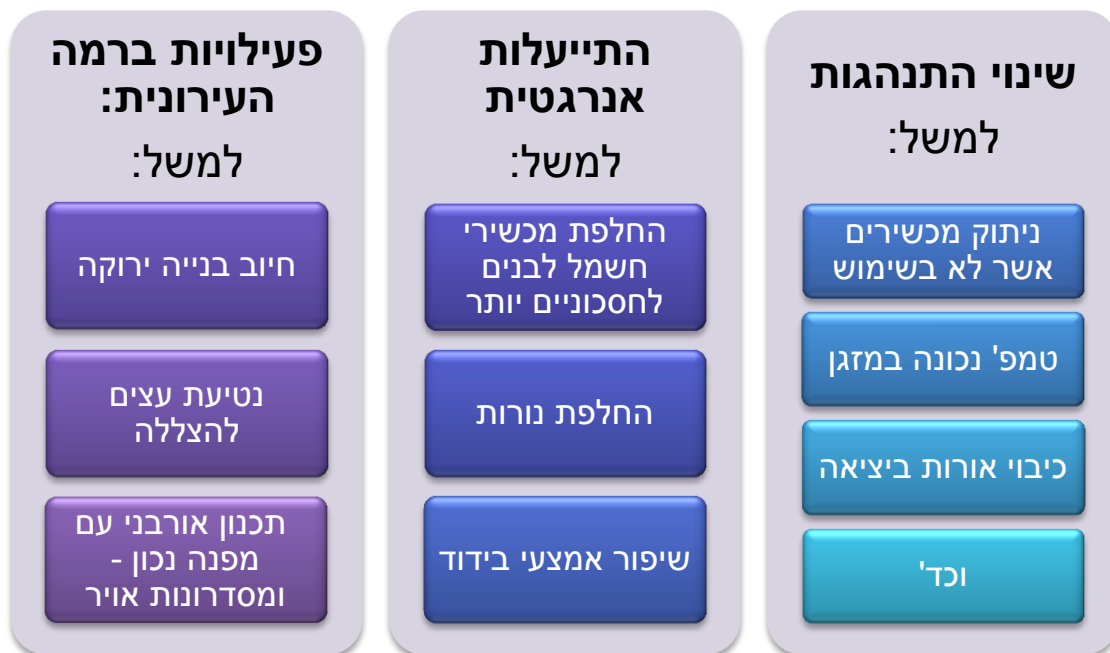 שינוי התנהגות
למשל:
ניתוק מכשירים
אשר לא בשימוש
טמפ' נכונה במזגן
כיבוי אורות ביציאה
וכד'
התייעלות
אנרגטית
למשל:
החלפת מכשירי
חשמל לבנים
לחסכוניים יותר
החלפת נורות
שיפור אמצעי בידוד
פעילויות ברמה
העירונית:
למשל:
חיוב בנייה ירוקה
נטיעת עצים
להצללה
תכנון אורבני עם
מפנה נכון -
ומסדרונות אויר